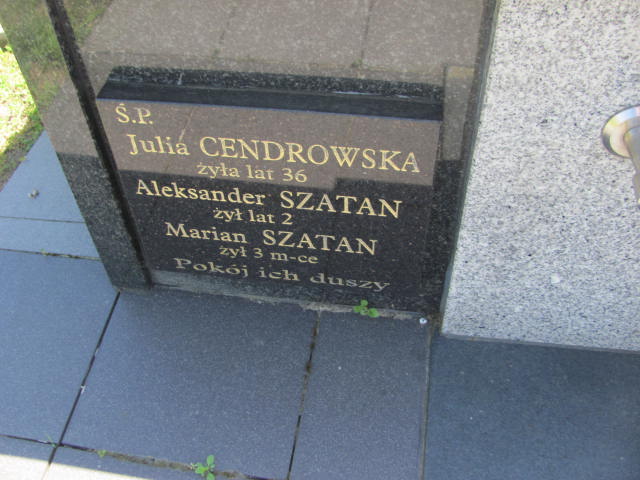 Ś.P.
Julia CENDROWSKA
żyła lat 36
Aleksander SZATAN
żył lat 2
Marian SZATAN
żył 3 m-ce
Pokój ich duszy